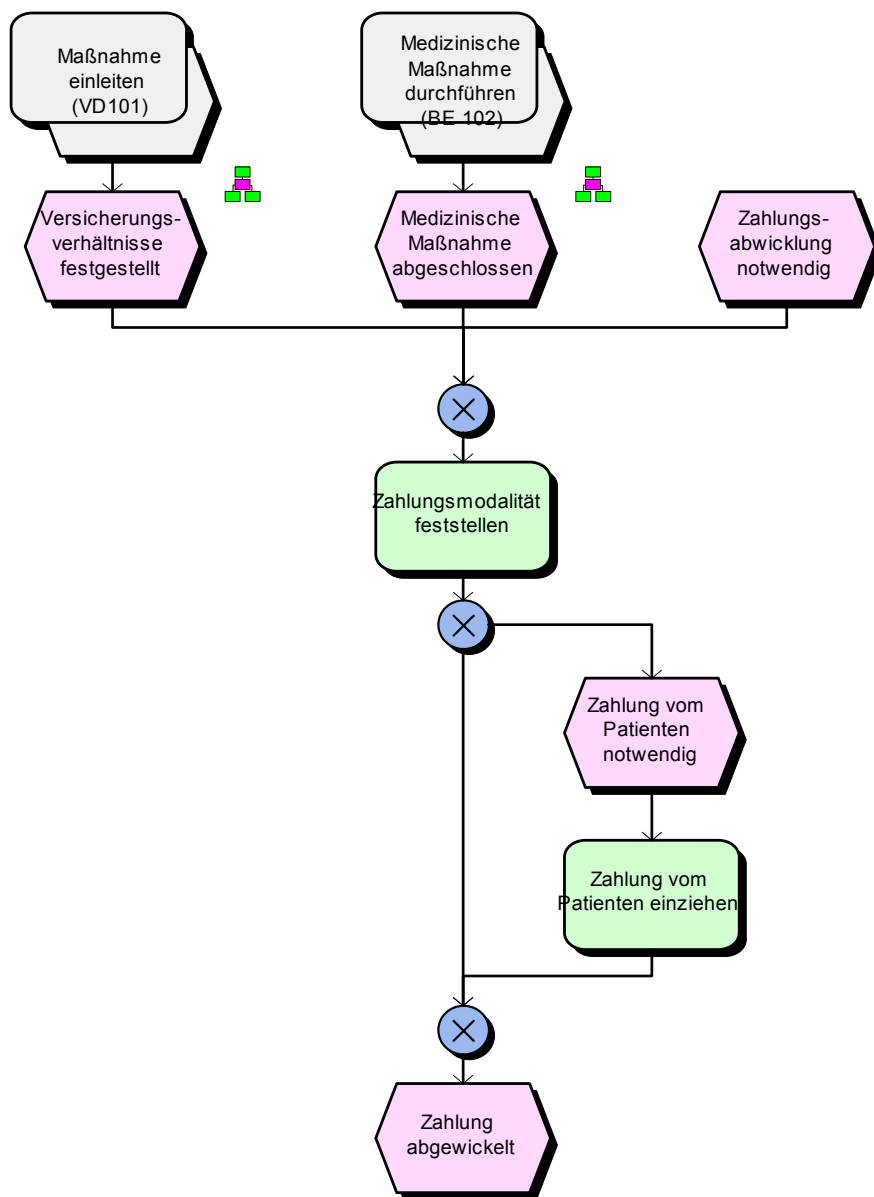 Maßnahme
einleiten
(VD101)
Medizinische
Maßnahme
durchführen
(BE 102)
Versicherungs-
verhältnisse
festgestellt
Medizinische
Maßnahme
abgeschlossen
Zahlungs-
abwicklung
notwendig
Zahlungsmodalität
feststellen
Zahlung vom
Patienten
notwendig
Zahlung vom
Patienten einziehen
Zahlung
abgewickelt